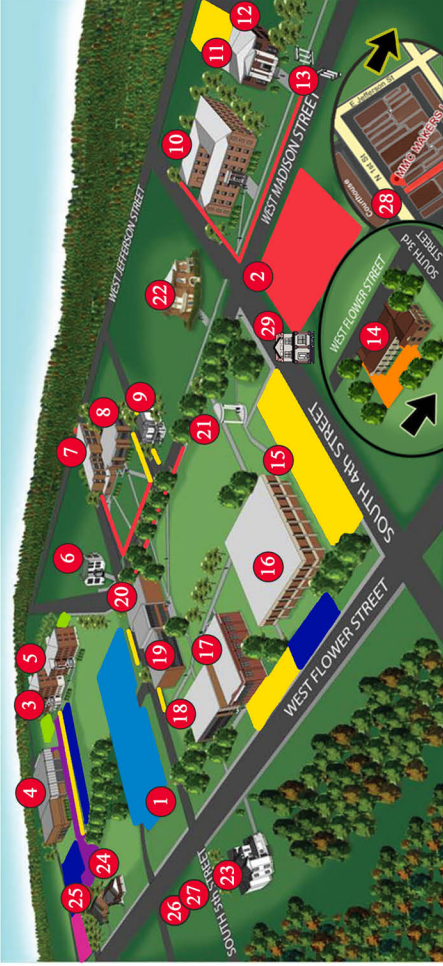 12
11
13
10
WEST MADISON STREET
2
22
WEST JEFFERSON STREET
29
21
9
8
7
6
20
5
3
4
19
18
17
16
15
SOUTH 4th STREET
WEST FLOWER STREET
1
24
25
26
27
23
SOUTH 5th STREET
E Jefferson St
N 1st St
MMC MAKERS
Courthouse
28
WEST FLOWER STREET
SOUTH 3rd
STREET
14